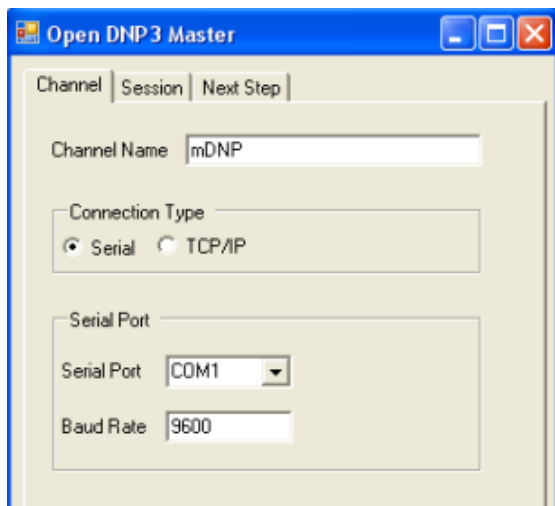 Open DNP3 Master
Channel Session Next Step
Channel Name mDNP
Connection Type
Serial TCP/IP
Serial Port
Serial Port COM1
Baud Rate 9600